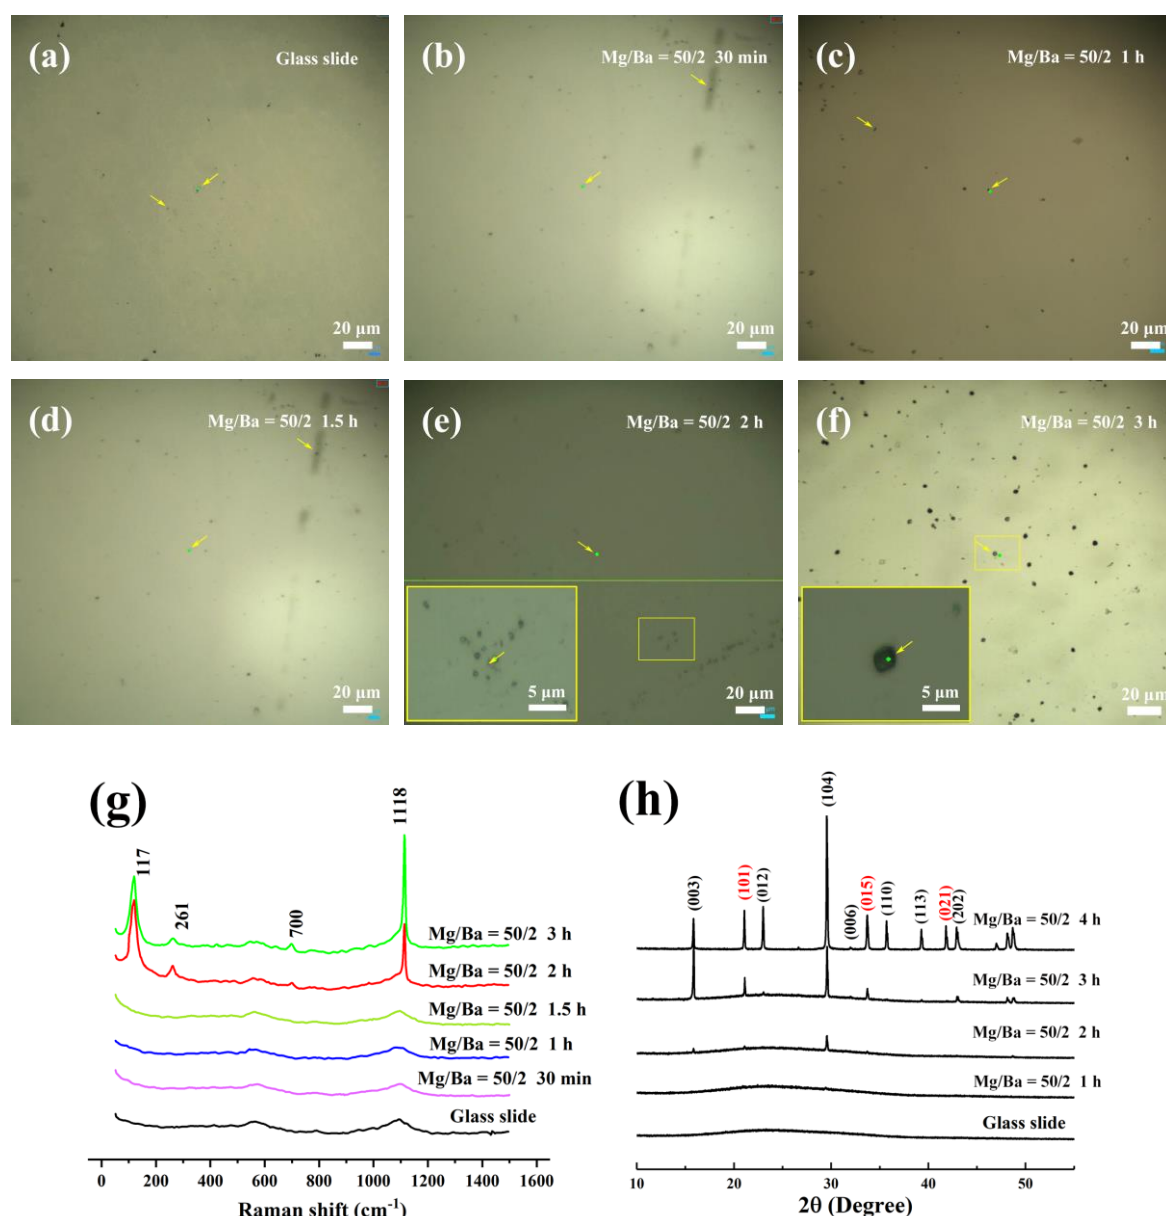 (a)
Glass slide
20 μm
(b)
Mg/Ba = 50/2 30 min
20 μm
(c)
Mg/Ba = 50/2 1 h
20 μm
(d)
Mg/Ba = 50/2 1.5 h
20 μm
(e)
Mg/Ba = 50/2 2 h
5 μm
20 μm
(f)
Mg/Ba = 50/2 3 h
5 μm
20 μm
(g)
117
261
700
1118
Mg/Ba = 50/2 3 h
Mg/Ba = 50/2 2 h
Mg/Ba = 50/2 1.5 h
Mg/Ba = 50/2 1 h
Mg/Ba = 50/2 30 min
Glass slide
0 200 400 600 800 1000 1200 1400 1600
Raman shift (cm⁻¹)
(h)
(003)
(101)
(012)
(104)
(006)
(015)
(110)
(113)
(021)
(202)
Mg/Ba = 50/2 4 h
Mg/Ba = 50/2 3 h
Mg/Ba = 50/2 2 h
Mg/Ba = 50/2 1 h
Glass slide
10 20 30 40 50
2θ (Degree)